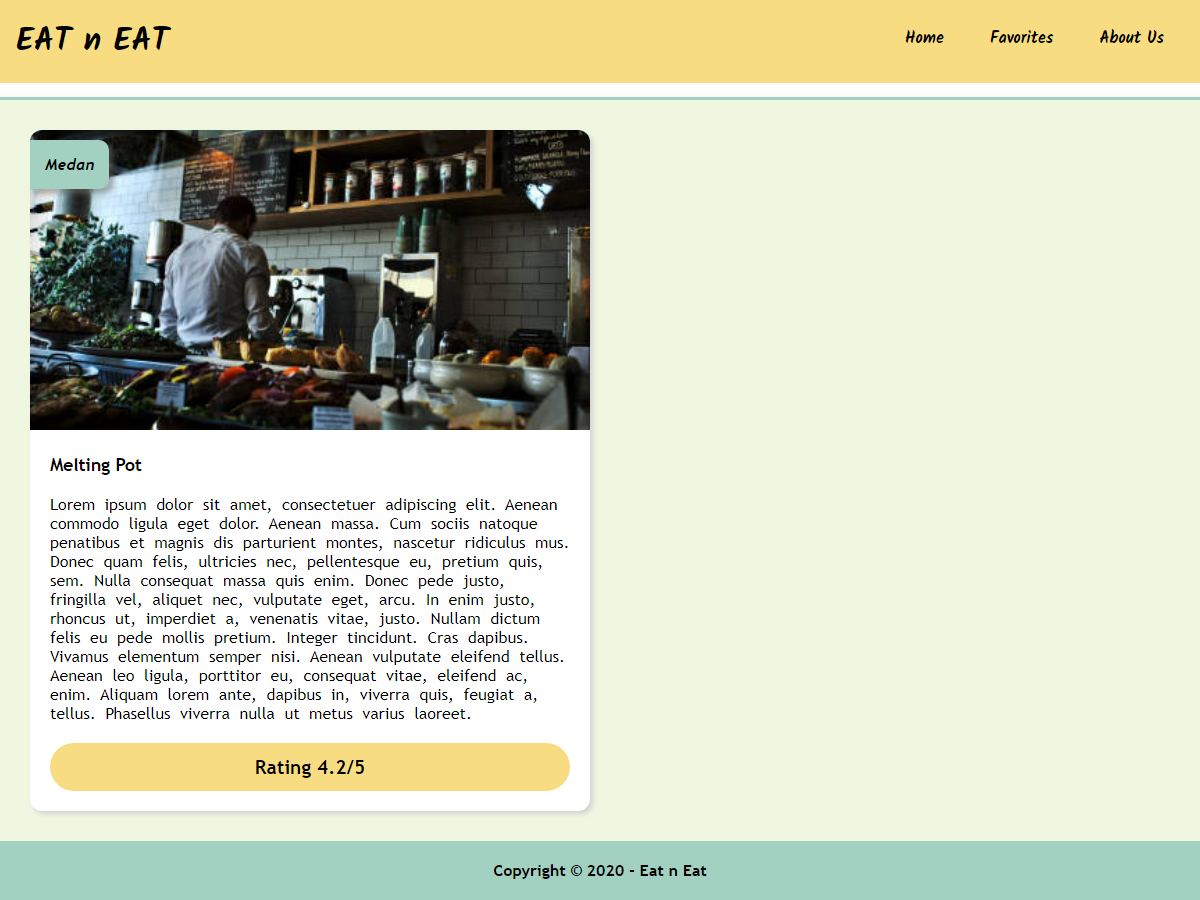 EAT n EAT
Home Favorites About Us
Medan
Melting Pot
Lorem ipsum dolor sit amet, consectetuer adipiscing elit. Aenean
commodo ligula eget dolor. Aenean massa. Cum sociis natoque
penatibus et magnis dis parturient montes, nascetur ridiculus mus.
Donec quam felis, ultricies nec, pellentesque eu, pretium quis,
sem. Nulla consequat massa quis enim. Donec pede justo,
fringilla vel, aliquet nec, vulputate eget, arcu. In enim justo,
rhoncus ut, imperdiet a, venenatis vitae, justo. Nullam dictum
felis eu pede mollis pretium. Integer tincidunt. Cras dapibus.
Vivamus elementum semper nisi. Aenean vulputate eleifend tellus.
Aenean leo ligula, porttitor eu, consequat vitae, eleifend ac,
enim. Aliquam lorem ante, dapibus in, viverra quis, feugiat a,
tellus. Phasellus viverra nulla ut metus varius laoreet.
Rating 4.2/5
Copyright © 2020 - Eat n Eat